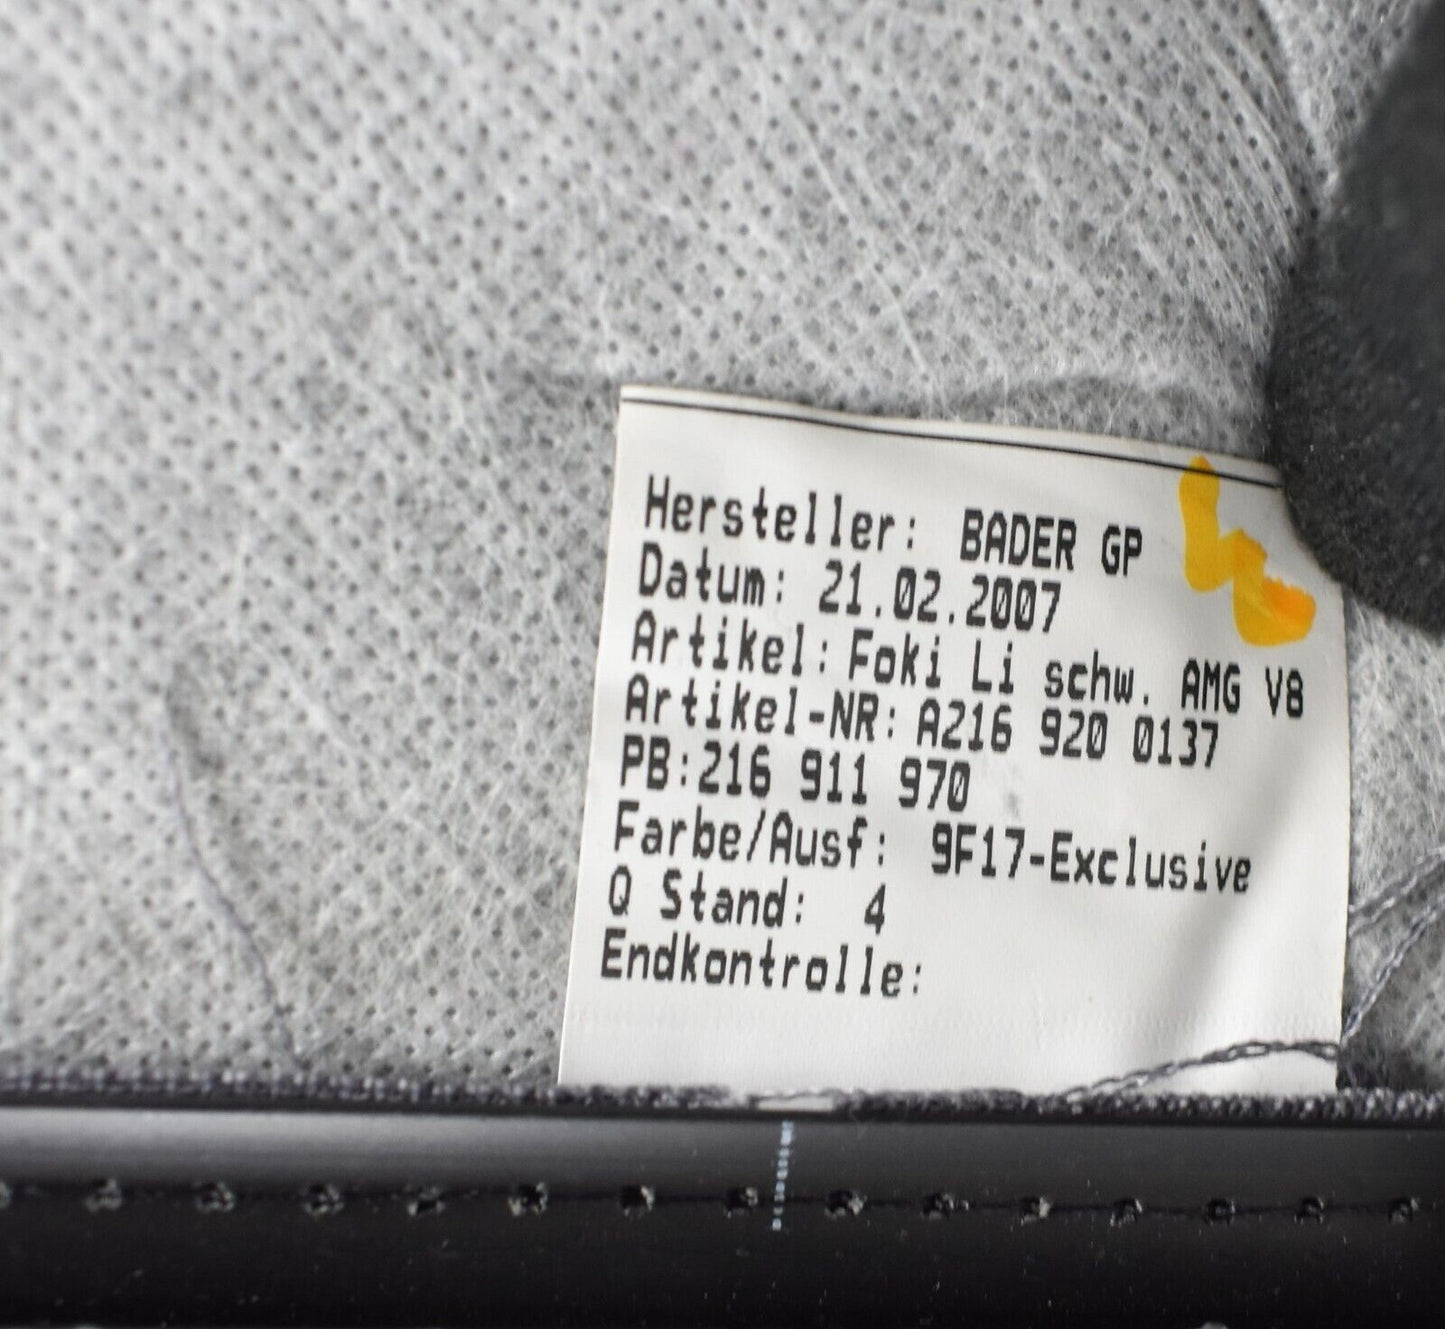 Hersteller: BADER GP
Datum: 21.02.2007
Artikel: Foki Li schw. AMG V8
Artikel-NR: A216 920 0137
PB:216 911 970
Farbe/Ausf: 9F17-Exclusive
Q Stand: 4
Endkontrolle: